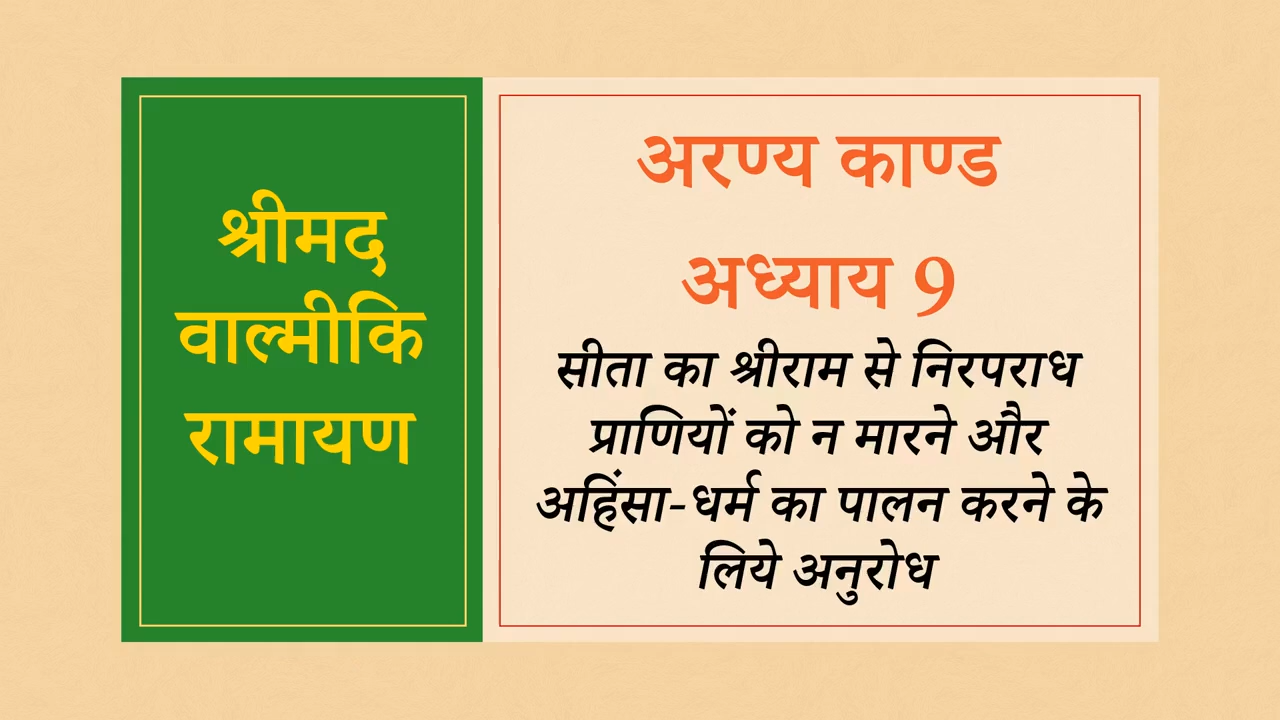 श्रीमद
वाल्मीकि
रामायण
अरण्य काण्ड
अध्याय 9
सीता का श्रीराम से निरपराध
प्राणियों को न मारने और
अहिंसा-धर्म का पालन करने के
लिये अनुरोध